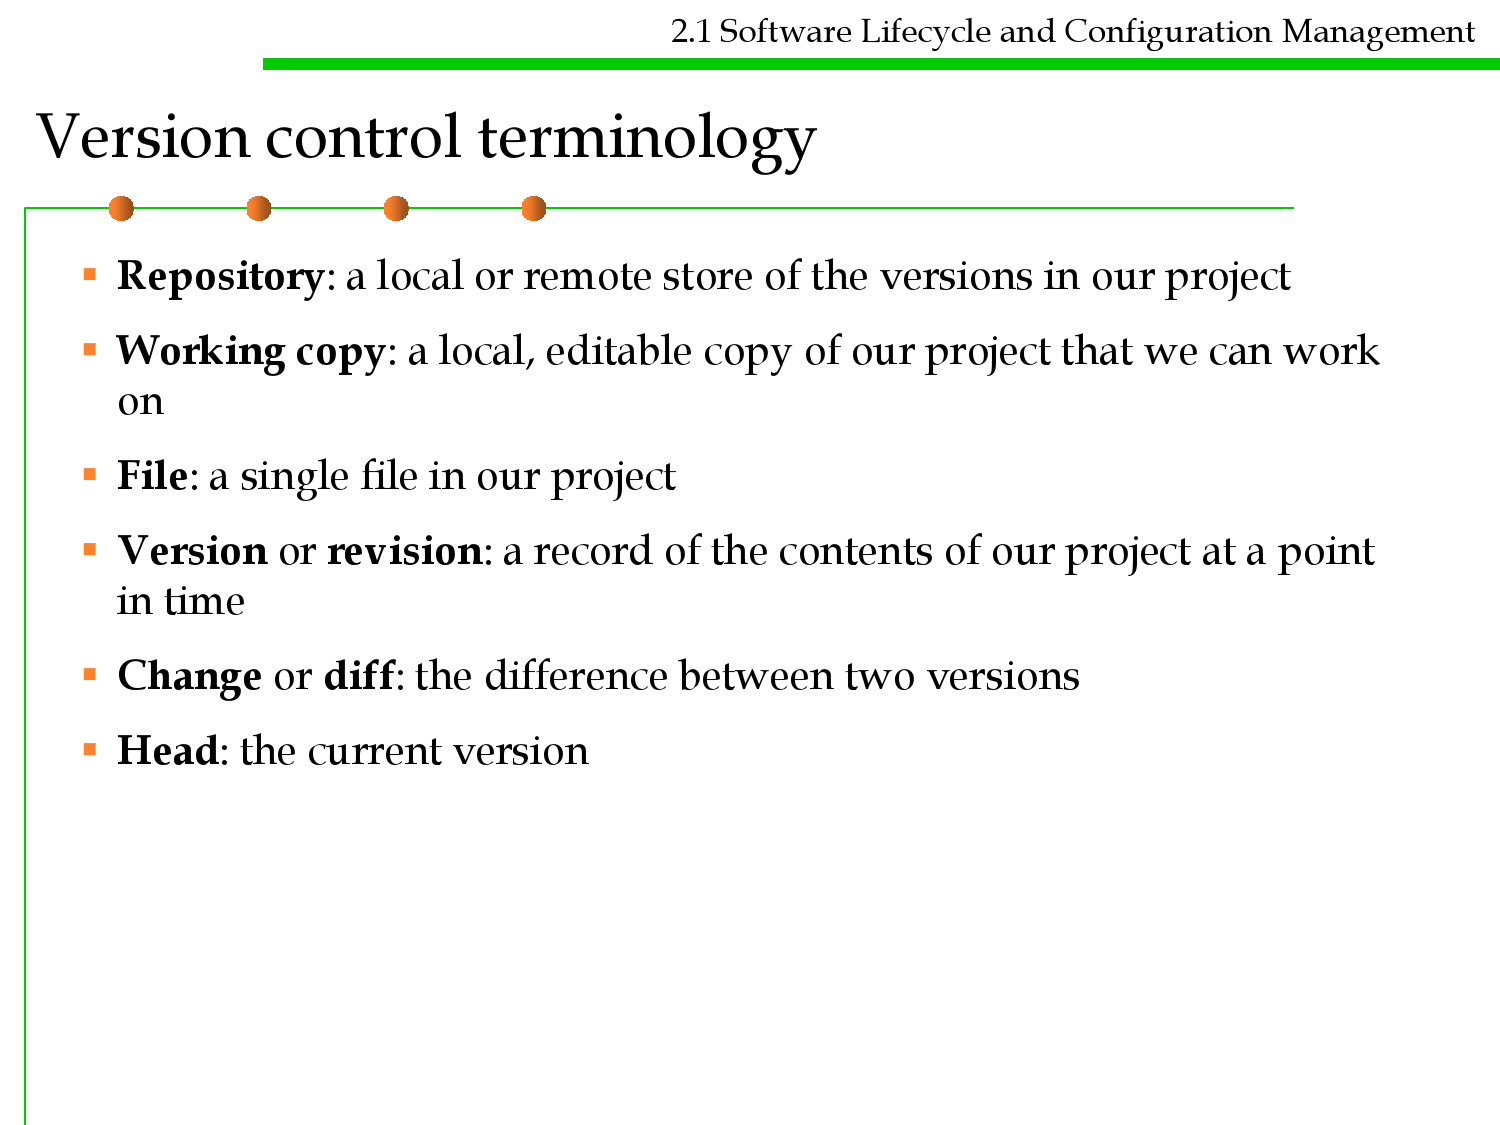 2.1 Software Lifecycle and Configuration Management
Version control terminology
▪ Repository: a local or remote store of the versions in our project
▪ Working copy: a local, editable copy of our project that we can work
on
▪ File: a single file in our project
▪ Version or revision: a record of the contents of our project at a point
in time
▪ Change or diff: the difference between two versions
▪ Head: the current version